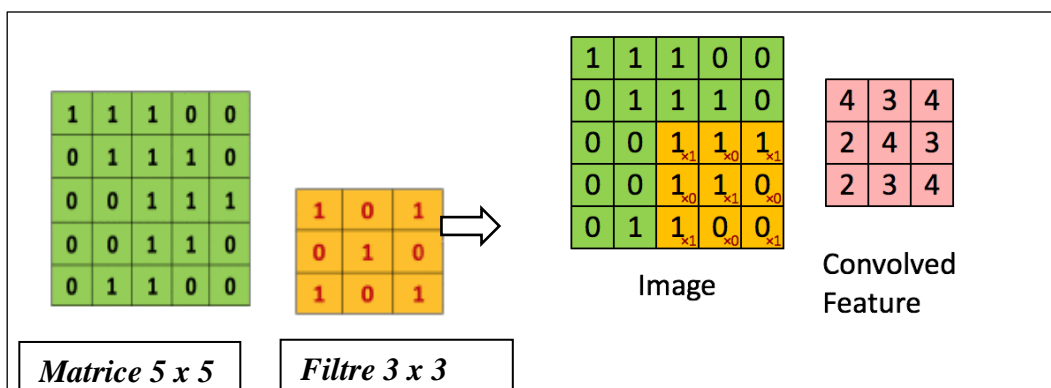 1 1 1 0 0
0 1 1 1 0
0 0 1 1 1
0 0 1 1 0
0 1 1 0 0
Matrice 5 x 5
1 0 1
0 1 0
1 0 1
Filtre 3 x 3
1 1 1 0 0
0 1 1 1 0
0 0 1×1 1×0 1×1
0 0 1×0 1×1 0×0
0 1 1×1 0×0 0×1
Image
4 3 4
2 4 3
2 3 4
Convolved
Feature